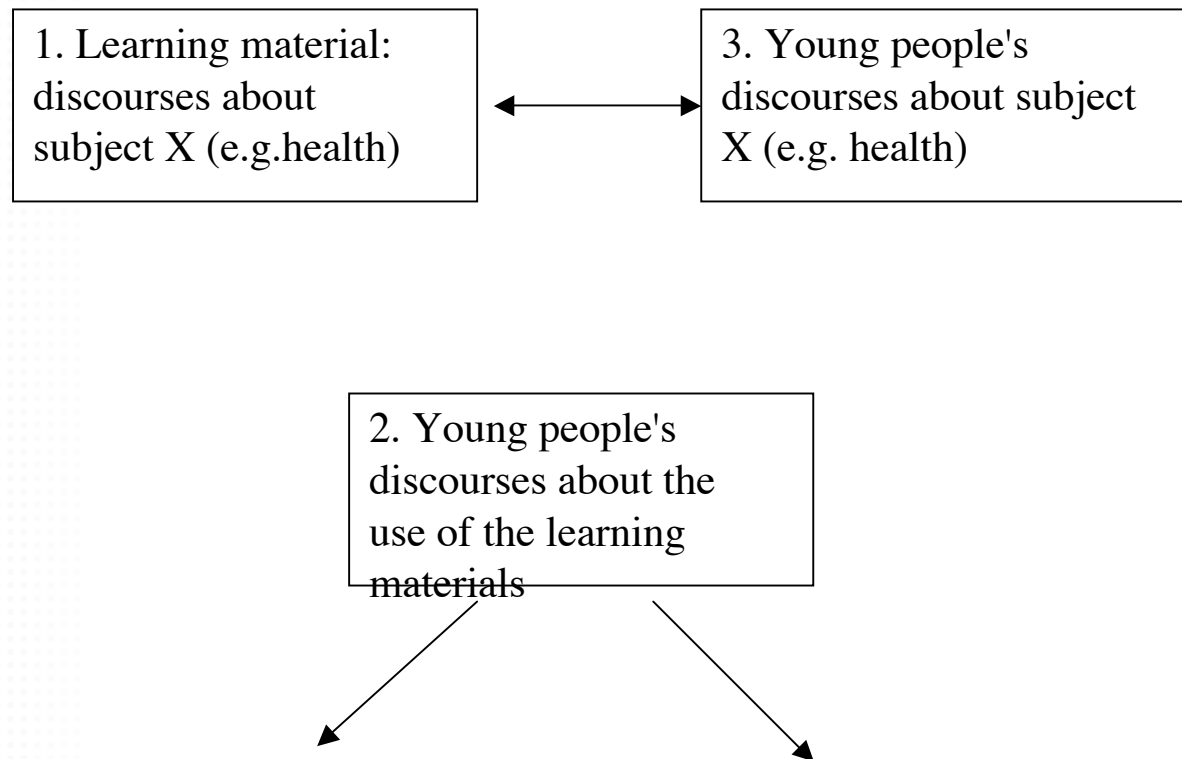 1. Learning material:
discourses about
subject X (e.g.health)
3. Young people's
discourses about subject
X (e.g. health)
2. Young people's
discourses about the
use of the learning
materials